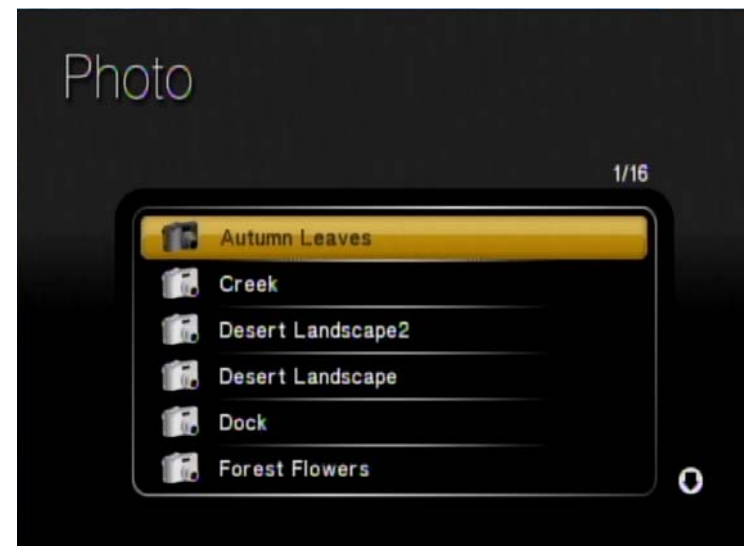 Photo
1/16
Autumn Leaves
Creek
Desert Landscape2
Desert Landscape
Dock
Forest Flowers